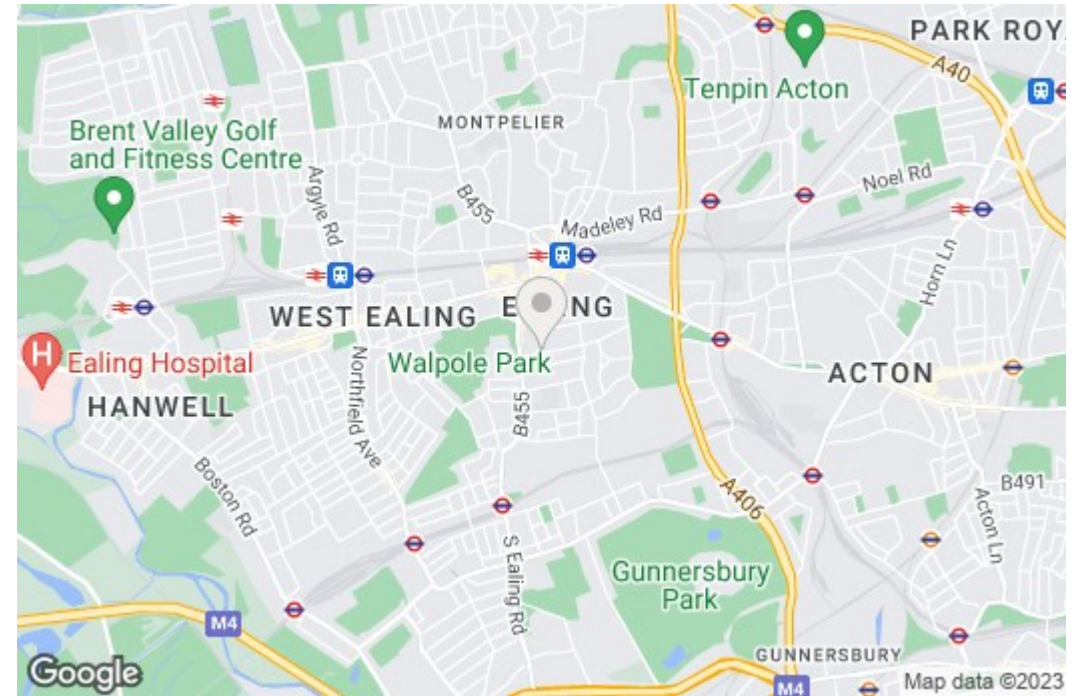 PARK ROY
A40
Tenpin Acton
Brent Valley Golf
and Fitness Centre
MONTPELIER
Argyle Rd
B455
Noel Rd
Madeley Rd
Horn Ln
WEST EALING
E
NG
H
Ealing Hospital
Walpole Park
ACTON
HANWELL
Northfield Ave
B455
Boston Rd
A406
B491
Acton Ln
S Ealing Rd
Gunnersbury
Park
M4
GUNNERSBURY
Google
M4
Map data ©2023